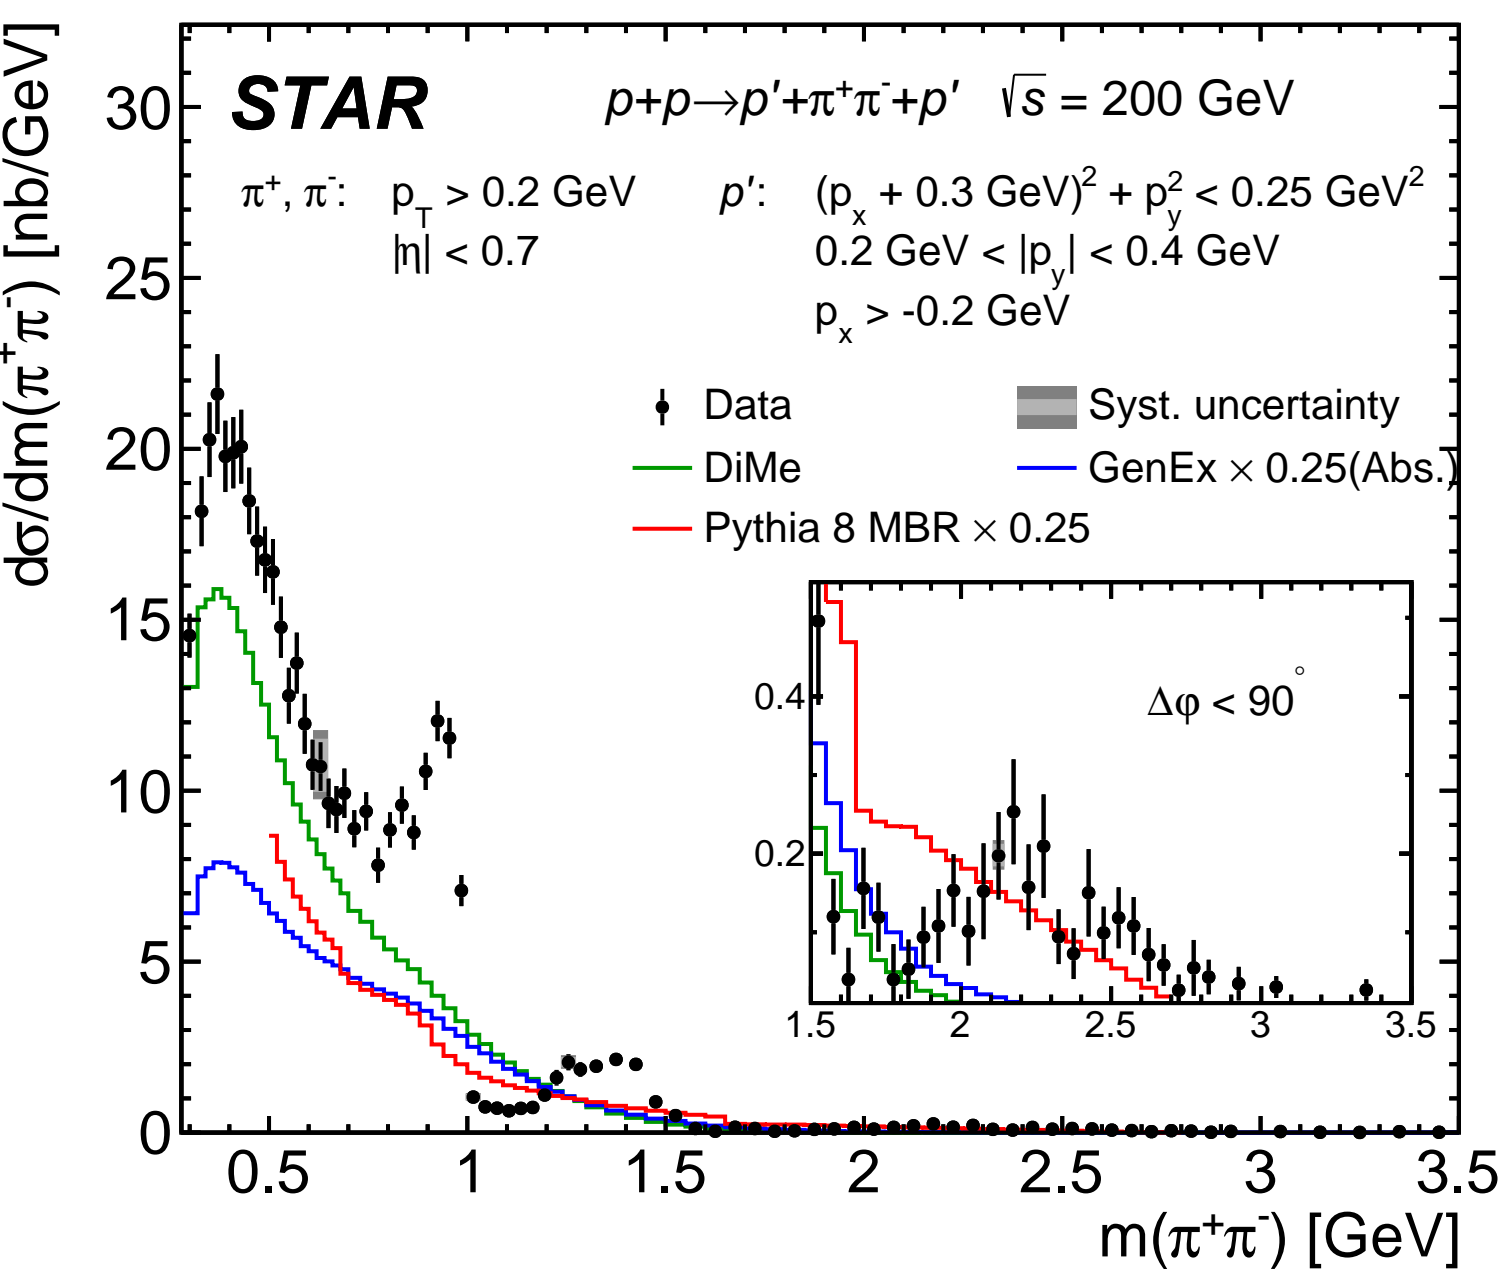 dσ/dm(π⁺π⁻) [nb/GeV]
STAR p+p→p′+π⁺π⁻+p′ √s = 200 GeV
π⁺, π⁻: p_T > 0.2 GeV p′: (p_x + 0.3 GeV)² + p_y² < 0.25 GeV²
|η| < 0.7 0.2 GeV < |p_y| < 0.4 GeV
p_x > -0.2 GeV
Data Syst. uncertainty
DiMe GenEx × 0.25(Abs.)
Pythia 8 MBR × 0.25
30
25
20
15
10
5
0
0.5 1 1.5 2 2.5 3 3.5
m(π⁺π⁻) [GeV]
Δφ < 90°
0.4
0.2
1.5 2 2.5 3 3.5